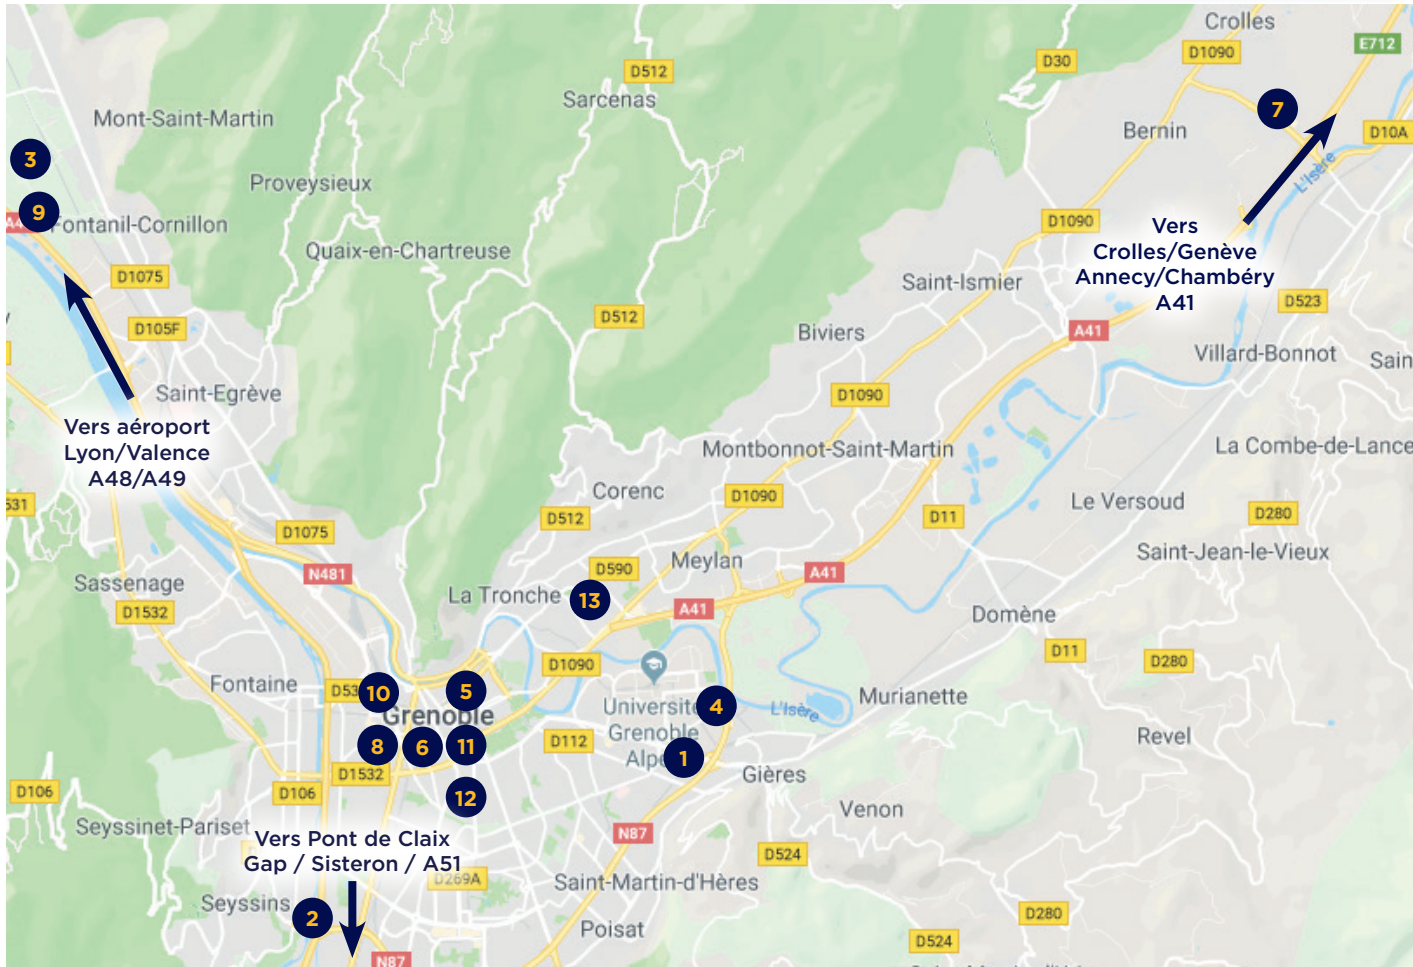 Crolles
E712
D1090
D30
D512
Sarcenas
7
Mont-Saint-Martin
Bernin
D10A
3
L'Isère
Proveysieux
9
Fontanil-Cornillon
D1090
Vers
Crolles/Genève
Annecy/Chambéry
A41
Quaix-en-Chartreuse
D1075
Saint-Ismier
D523
D512
D105F
Biviers
A41
Villard-Bonnot
Saint-Egrève
D1090
Vers aéroport
Lyon/Valence
A48/A49
Montbonnot-Saint-Martin
La Combe-de-Lance
Corenc
D1090
Le Versoud
D512
D11
D280
D1075
Meylan
Saint-Jean-le-Vieux
N481
D590
A41
Sassenage
La Tronche
13
A41
D1532
Domène
D1090
D11
D280
Fontaine
10
5
Murianette
Grenoble
Université
Grenoble
Alpes
4
L'Isère
8
6
11
D112
1
Revel
D1532
Gières
D106
D106
12
Venon
Seyssinet-Pariset
N87
Vers Pont de Claix
Gap / Sisteron / A51
D524
D269A
Saint-Martin-d'Hères
Seyssins
2
Poisat
D280
D524
N87